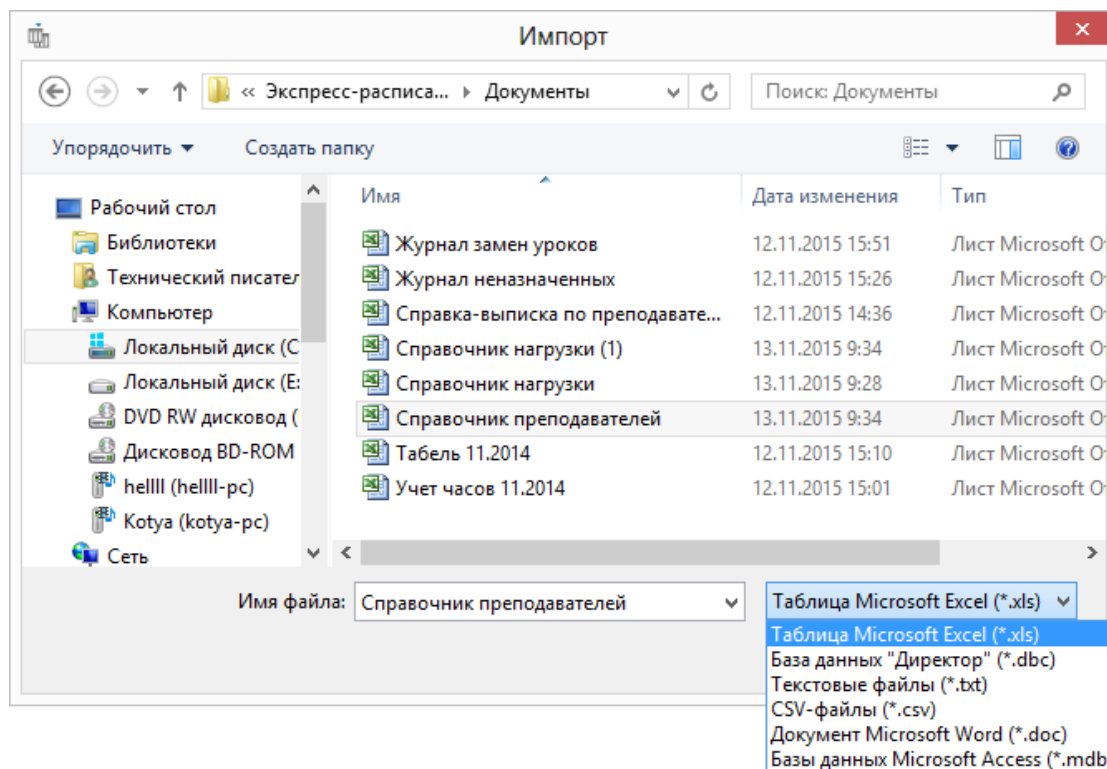 Импорт
« Экспресс-расписа... Документы
Поиск: Документы
Упорядочить
Создать папку
Рабочий стол
Библиотеки
Технический писател
Компьютер
Локальный диск (C
Локальный диск (E:
DVD RW дисковод (
Дисковод BD-ROM
hellll (hellll-pc)
Kotya (kotya-pc)
Сеть
Имя Дата изменения Тип
Журнал замен уроков 12.11.2015 15:51 Лист Microsoft O
Журнал неназначенных 12.11.2015 15:26 Лист Microsoft O
Справка-выписка по преподавате... 12.11.2015 14:36 Лист Microsoft O
Справочник нагрузки (1) 13.11.2015 9:34 Лист Microsoft O
Справочник нагрузки 13.11.2015 9:28 Лист Microsoft O
Справочник преподавателей 13.11.2015 9:34 Лист Microsoft O
Табель 11.2014 12.11.2015 15:10 Лист Microsoft O
Учет часов 11.2014 12.11.2015 15:01 Лист Microsoft O
Имя файла: Справочник преподавателей Таблица Microsoft Excel (*.xls)
Таблица Microsoft Excel (*.xls)
База данных "Директор" (*.dbc)
Текстовые файлы (*.txt)
CSV-файлы (*.csv)
Документ Microsoft Word (*.doc)
Базы данных Microsoft Access (*.mdb